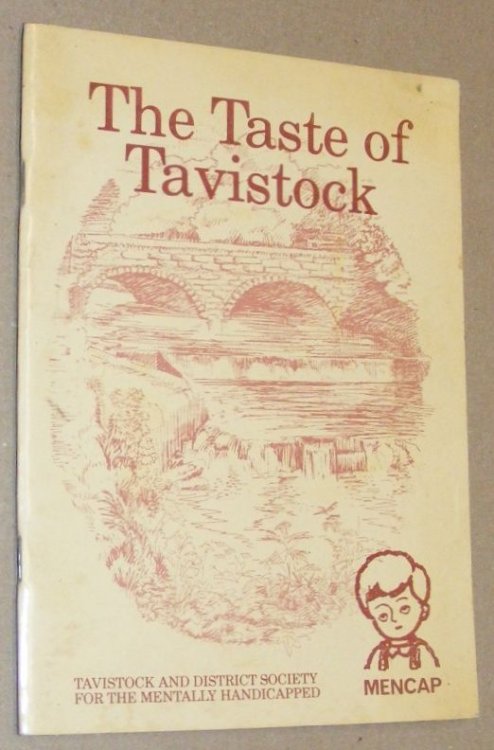 The Taste of
Tavistock
TAVISTOCK AND DISTRICT SOCIETY
FOR THE MENTALLY HANDICAPPED
MENCAP